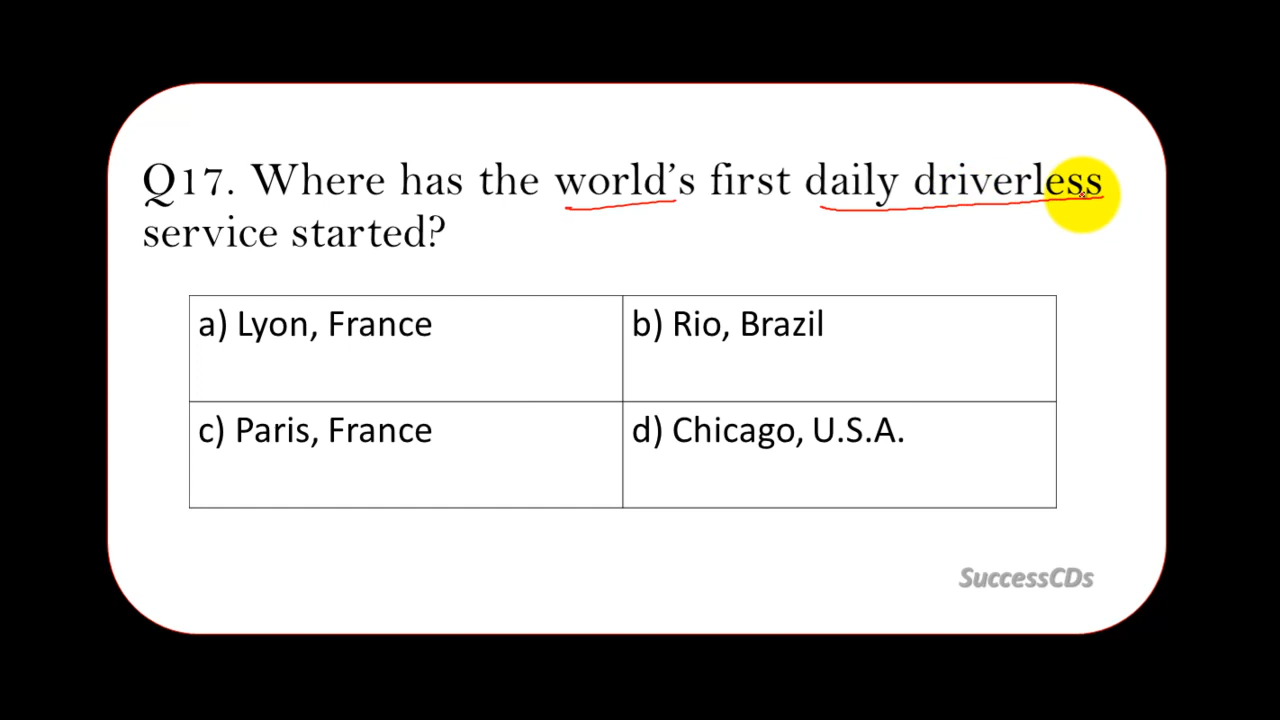 Q17. Where has the world's first daily driverless
service started?
a) Lyon, France
b) Rio, Brazil
c) Paris, France
d) Chicago, U.S.A.
SuccessCDs